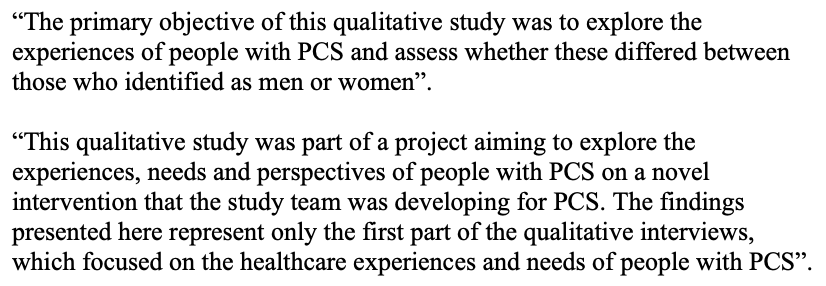 “The primary objective of this qualitative study was to explore the
experiences of people with PCS and assess whether these differed between
those who identified as men or women”.
“This qualitative study was part of a project aiming to explore the
experiences, needs and perspectives of people with PCS on a novel
intervention that the study team was developing for PCS. The findings
presented here represent only the first part of the qualitative interviews,
which focused on the healthcare experiences and needs of people with PCS”.